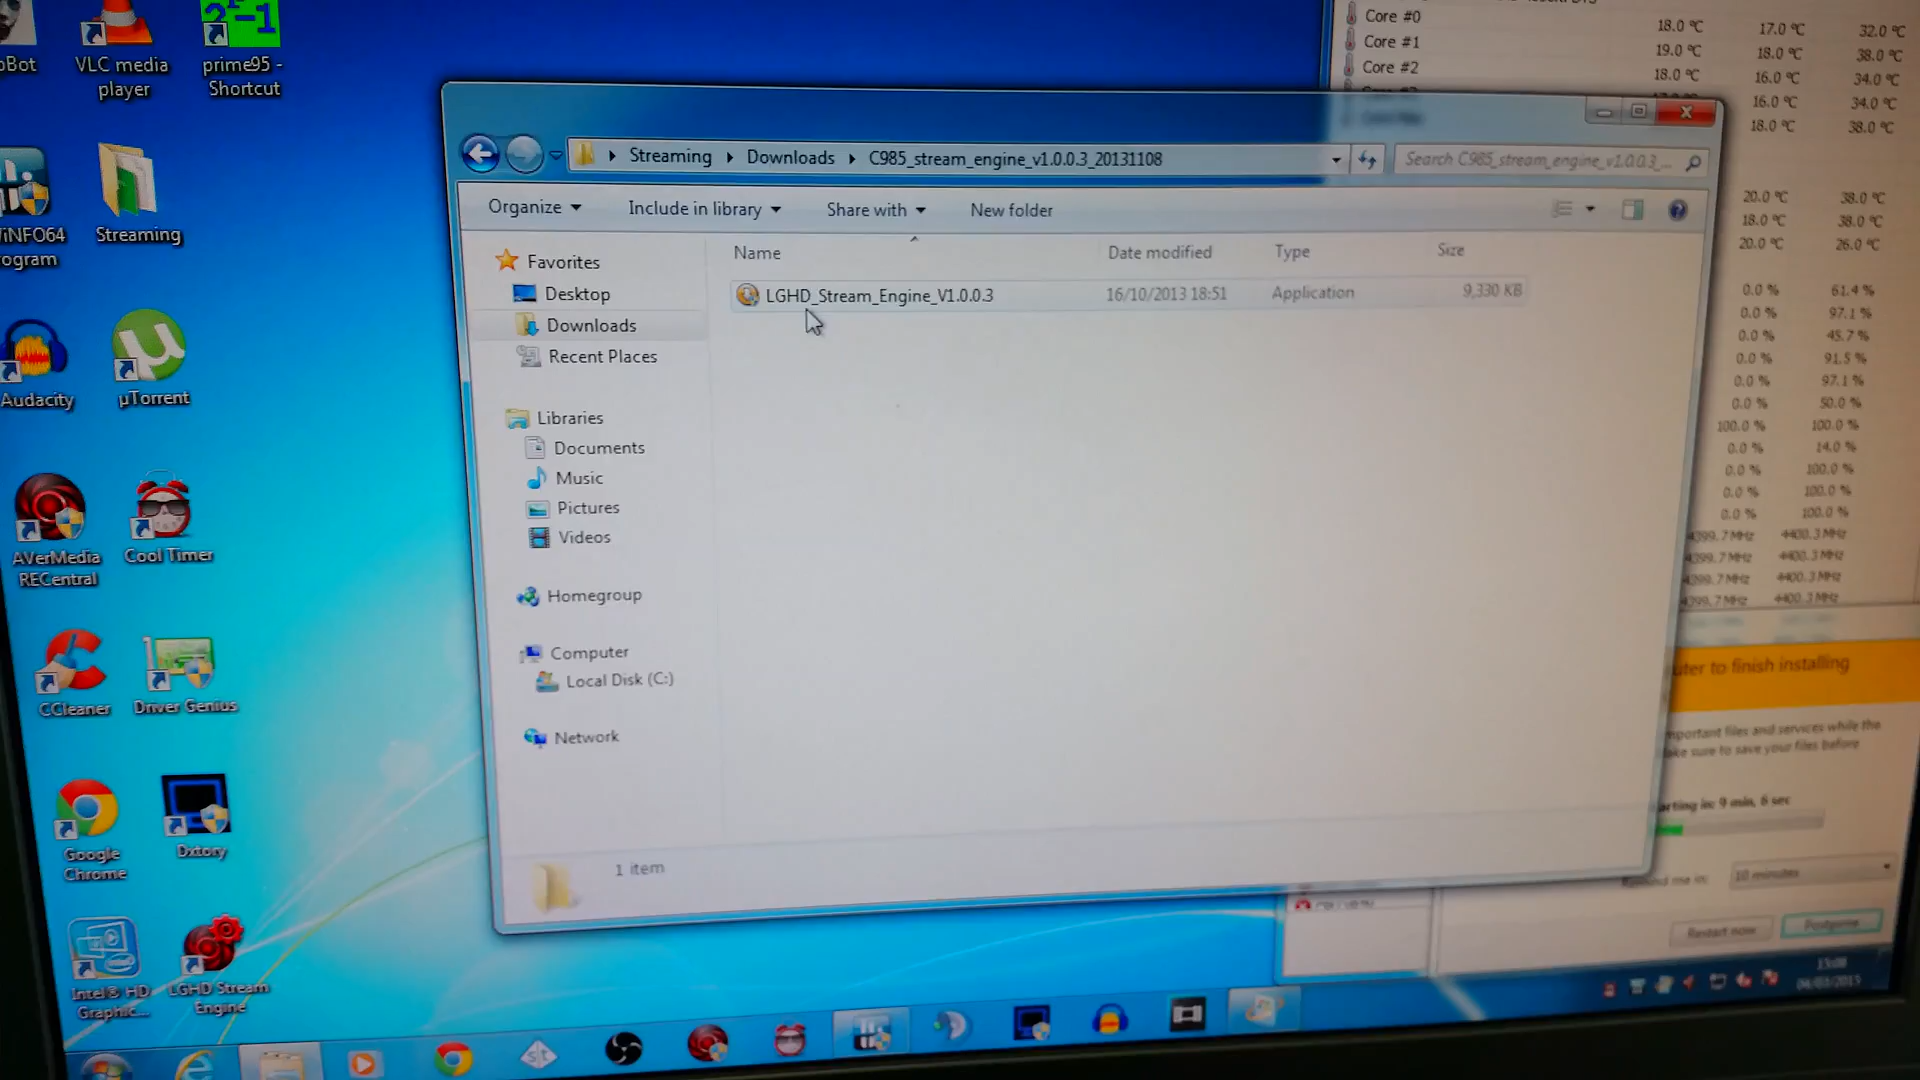 oBot
VLC media
player
prime95 -
Shortcut
Streaming
Audacity
µTorrent
AVerMedia
RECentral
Cool Timer
CCleaner
Driver Genius
Google
Chrome
Dxtory
Intel® HD
Graphic...
LGHD Stream
Engine
Streaming
Downloads
C985_stream_engine_v1.0.0.3_20131108
Search C985_stream_engine_v1.0.0.3_...
Organize
Include in library
Share with
New folder
Favorites
Desktop
Downloads
Recent Places
Libraries
Documents
Music
Pictures
Videos
Homegroup
Computer
Local Disk (C:)
Network
Name
Date modified
Type
Size
LGHD_Stream_Engine_V1.0.0.3
16/10/2013 18:51
Application
9,330 KB
1 item
Core #0 18.0 °C 17.0 °C 32.0 °C
Core #1 19.0 °C 18.0 °C 38.0 °C
Core #2 18.0 °C 16.0 °C 34.0 °C
16.0 °C 34.0 °C
18.0 °C 38.0 °C
20.0 °C 38.0 °C
18.0 °C 38.0 °C
20.0 °C 26.0 °C
0.0 % 61.4 %
0.0 % 97.1 %
0.0 % 45.7 %
0.0 % 91.5 %
0.0 % 97.1 %
0.0 % 50.0 %
100.0 % 100.0 %
0.0 % 14.0 %
0.0 % 100.0 %
0.0 % 100.0 %
0.0 % 100.0 %
4399.7 MHz 4400.3 MHz
4399.7 MHz 4400.3 MHz
4399.7 MHz 4400.3 MHz
4399.7 MHz 4400.3 MHz
uter to finish installing
mportant files and services while the
ake sure to save your files before
arting in: 9 min, 6 sec
Remind me in:
10 minutes
Restart now
Postpone
15:08